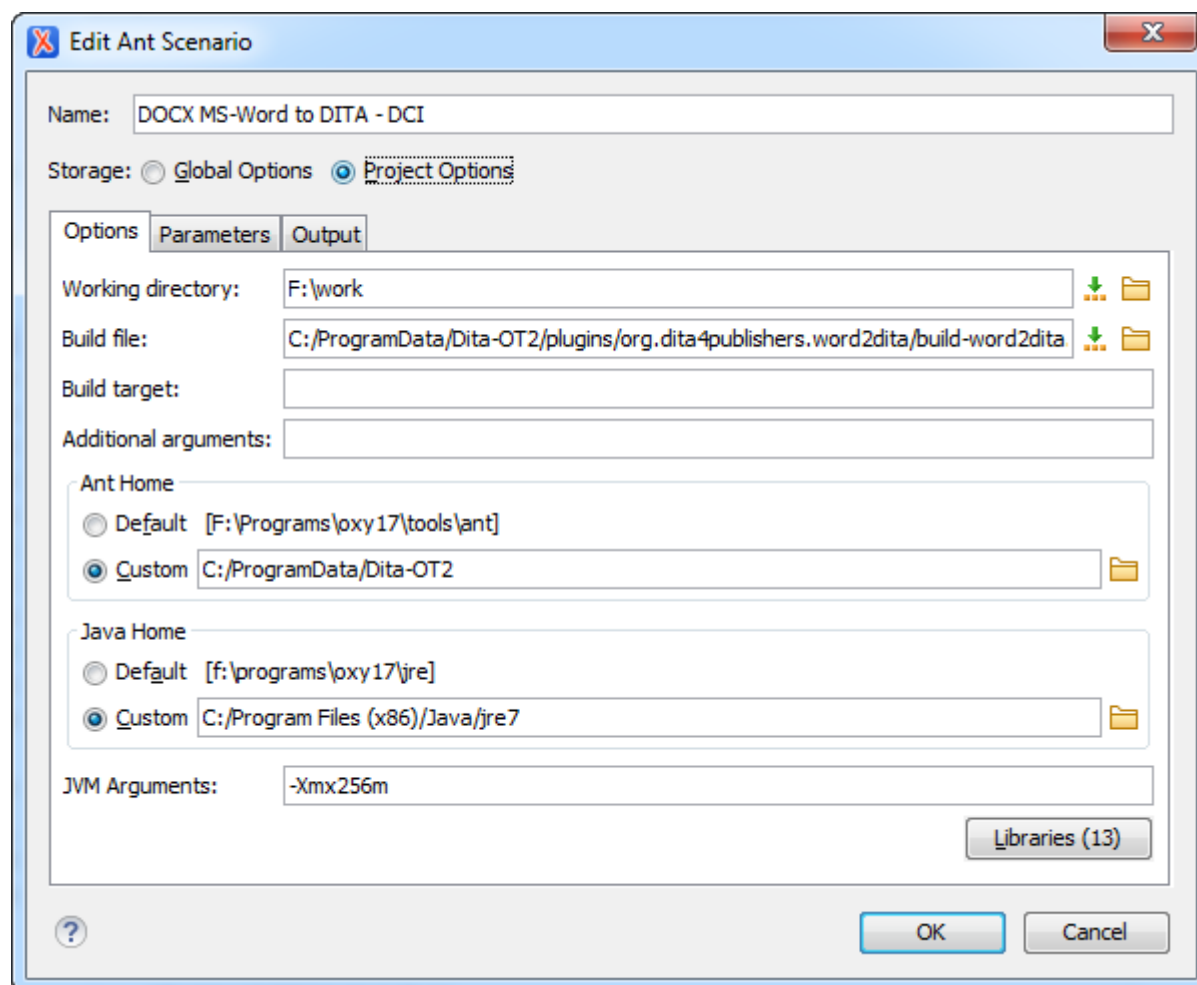 Edit Ant Scenario
Name: DOCX MS-Word to DITA - DCI
Storage: Global Options Project Options
Options Parameters Output
Working directory: F:\work
Build file: C:/ProgramData/Dita-OT2/plugins/org.dita4publishers.word2dita/build-word2dita.
Build target:
Additional arguments:
Ant Home
Default [F:\Programs\oxy17\tools\ant]
Custom C:/ProgramData/Dita-OT2
Java Home
Default [f:\programs\oxy17\jre]
Custom C:/Program Files (x86)/Java/jre7
JVM Arguments: -Xmx256m
Libraries (13)
? OK Cancel